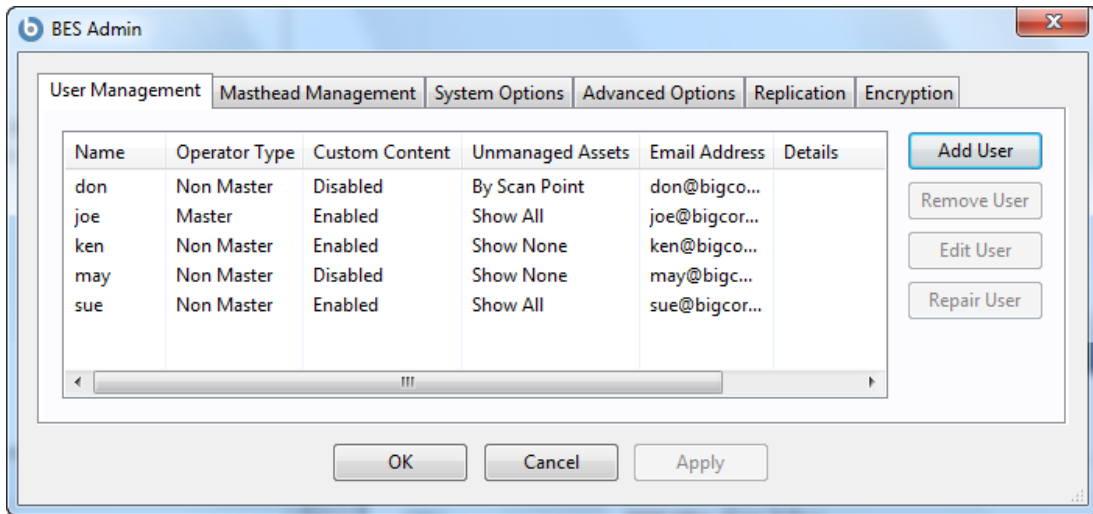 BES Admin
User Management Masthead Management System Options Advanced Options Replication Encryption
Name Operator Type Custom Content Unmanaged Assets Email Address Details
don Non Master Disabled By Scan Point don@bigco...
joe Master Enabled Show All joe@bigcor...
ken Non Master Enabled Show None ken@bigco...
may Non Master Disabled Show None may@bigc...
sue Non Master Enabled Show All sue@bigcor...
Add User
Remove User
Edit User
Repair User
OK Cancel Apply